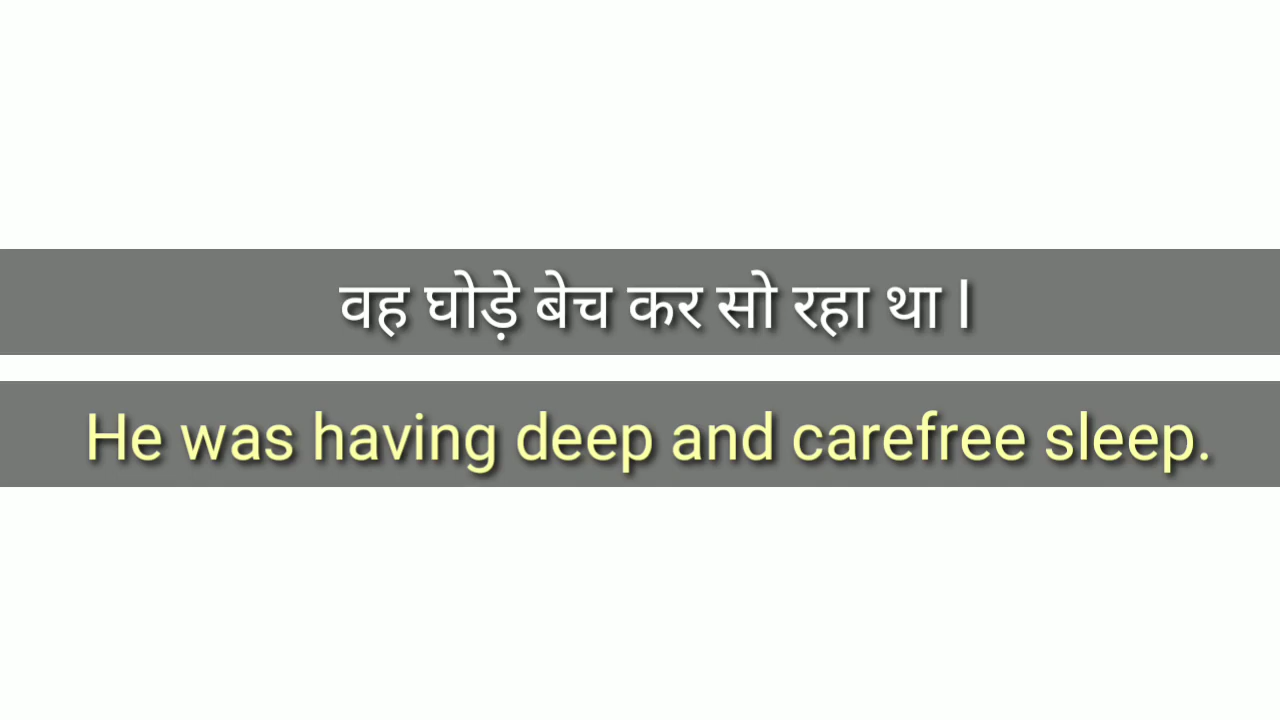 वह घोड़े बेच कर सो रहा था l
He was having deep and carefree sleep.